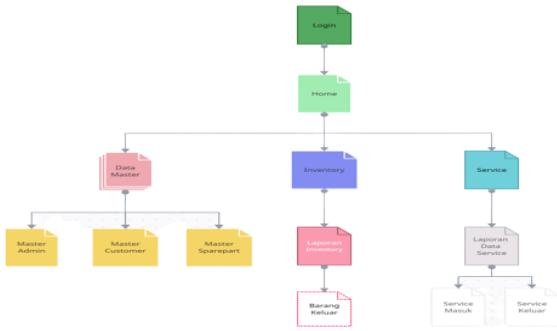 Login
Home
Data
Master
Inventory
Service
Master
Admin
Master
Customer
Master
Sparepart
Laporan
Inventory
Laporan
Data
Service
Barang
Keluar
Service
Masuk
Service
Keluar